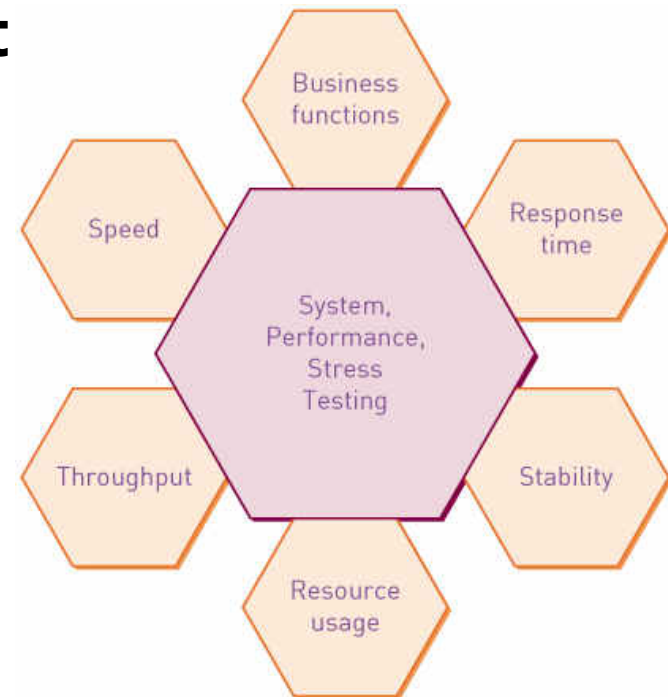 t
Business
functions
Speed
Response
time
System,
Performance,
Stress
Testing
Throughput
Stability
Resource
usage